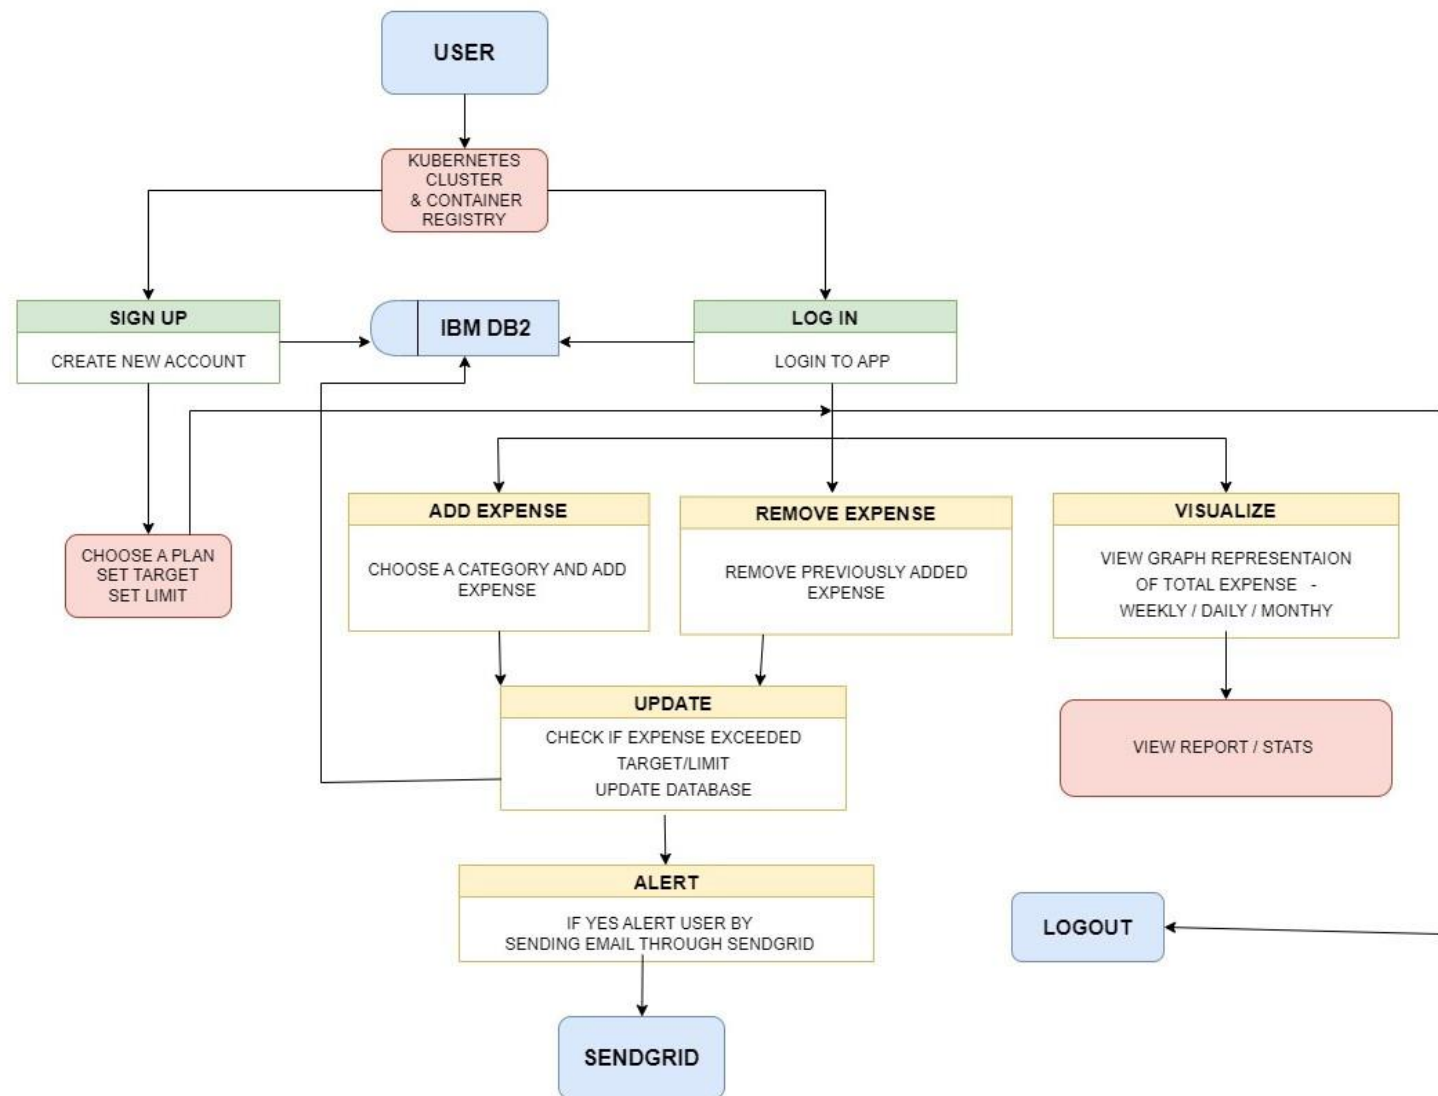 USER
KUBERNETES
CLUSTER
& CONTAINER
REGISTRY
SIGN UP
CREATE NEW ACCOUNT
IBM DB2
LOG IN
LOGIN TO APP
CHOOSE A PLAN
SET TARGET
SET LIMIT
ADD EXPENSE
CHOOSE A CATEGORY AND ADD
EXPENSE
REMOVE EXPENSE
REMOVE PREVIOUSLY ADDED
EXPENSE
VISUALIZE
VIEW GRAPH REPRESENTAION
OF TOTAL EXPENSE -
WEEKLY / DAILY / MONTHY
UPDATE
CHECK IF EXPENSE EXCEEDED
TARGET/LIMIT
UPDATE DATABASE
VIEW REPORT / STATS
ALERT
IF YES ALERT USER BY
SENDING EMAIL THROUGH SENDGRID
LOGOUT
SENDGRID